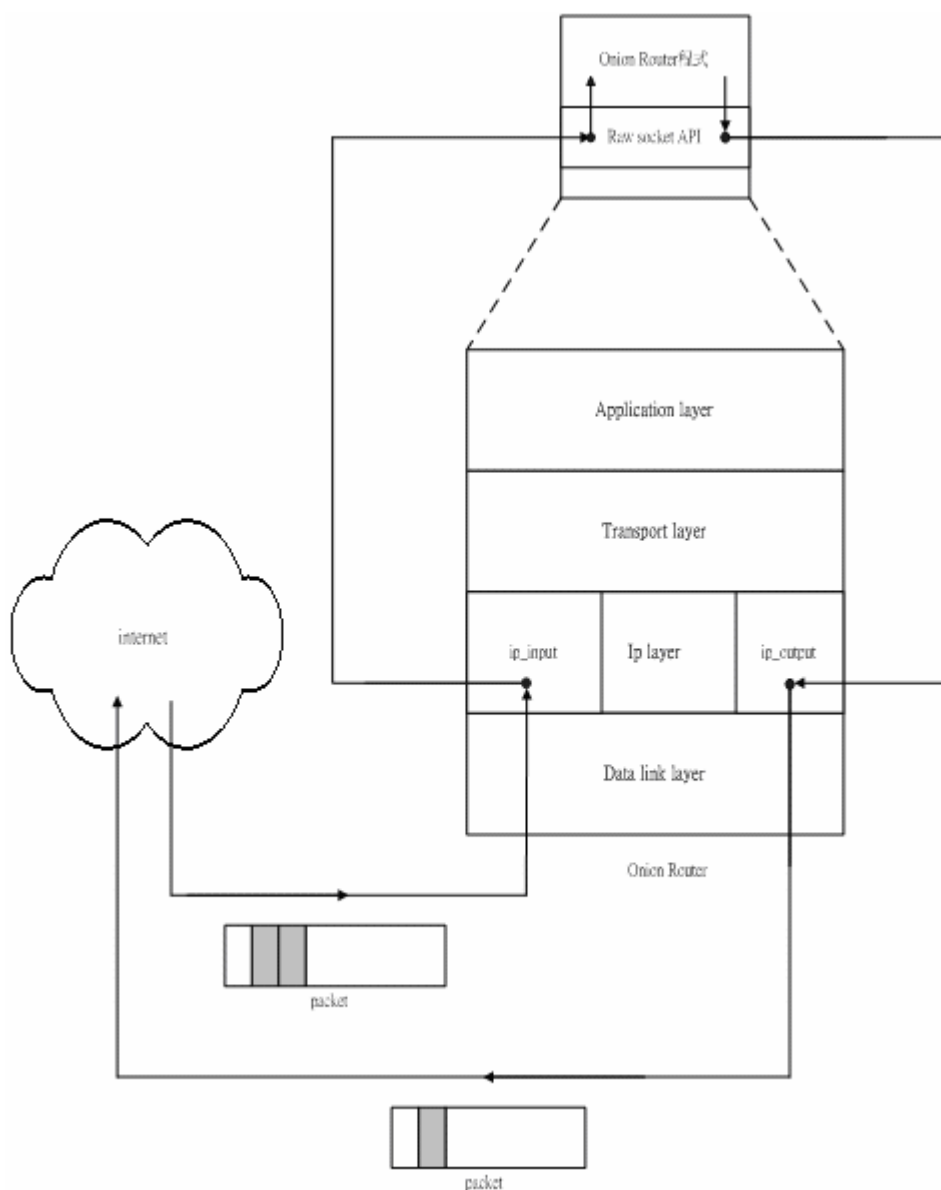 Onion Router程式
Raw socket API
Application layer
Transport layer
internet
ip_input
Ip layer
ip_output
Data link layer
Onion Router
packet
packet